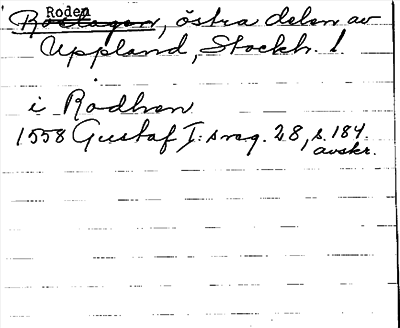 Roden
Roslagen, östra delen av
Uppland, Stockh. l.
i Rodhen
1558 Gustaf I:s reg. 28, s. 184.
avskr.